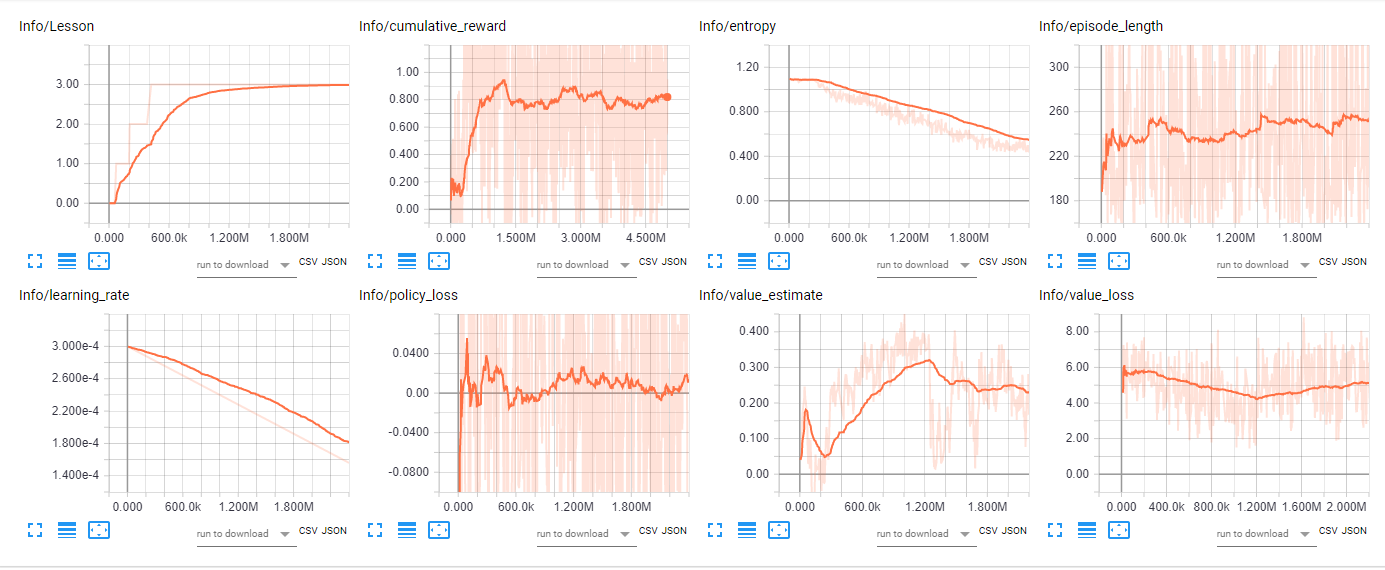 Info/Lesson
3.00
2.00
1.00
0.00
0.000 600.0k 1.200M 1.800M
run to download CSV JSON
Info/cumulative_reward
1.00
0.800
0.600
0.400
0.200
0.00
0.000 1.500M 3.000M 4.500M
run to download CSV JSON
Info/entropy
1.20
0.800
0.400
0.00
0.000 600.0k 1.200M 1.800M
run to download CSV JSON
Info/episode_length
300
260
220
180
0.000 600.0k 1.200M 1.800M
run to download CSV JSON
Info/learning_rate
3.000e-4
2.600e-4
2.200e-4
1.800e-4
1.400e-4
0.000 600.0k 1.200M 1.800M
run to download CSV JSON
Info/policy_loss
0.0400
0.00
-0.0400
-0.0800
0.000 600.0k 1.200M 1.800M
run to download CSV JSON
Info/value_estimate
0.400
0.300
0.200
0.100
0.00
0.000 600.0k 1.200M 1.800M
run to download CSV JSON
Info/value_loss
8.00
6.00
4.00
2.00
0.00
0.000 400.0k 800.0k 1.200M 1.600M 2.000M
run to download CSV JSON